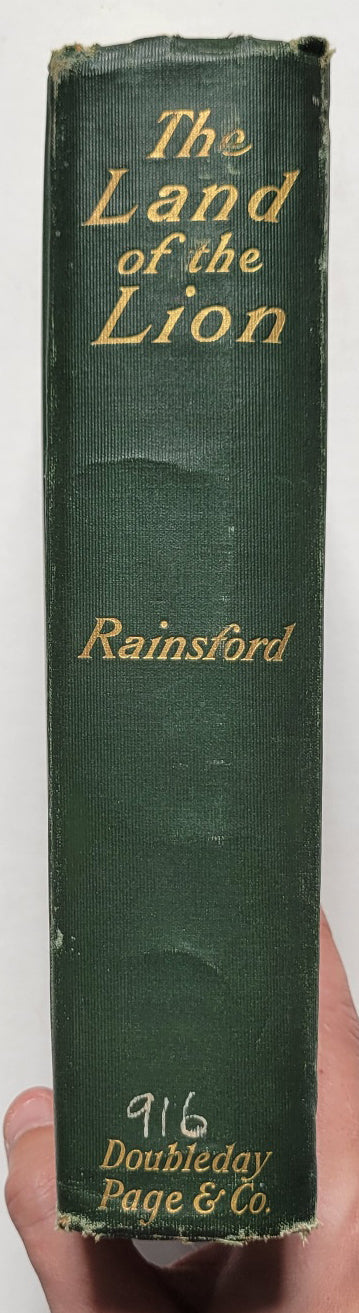 The
Land
of the
Lion
Rainsford
916
Doubleday
Page & Co.